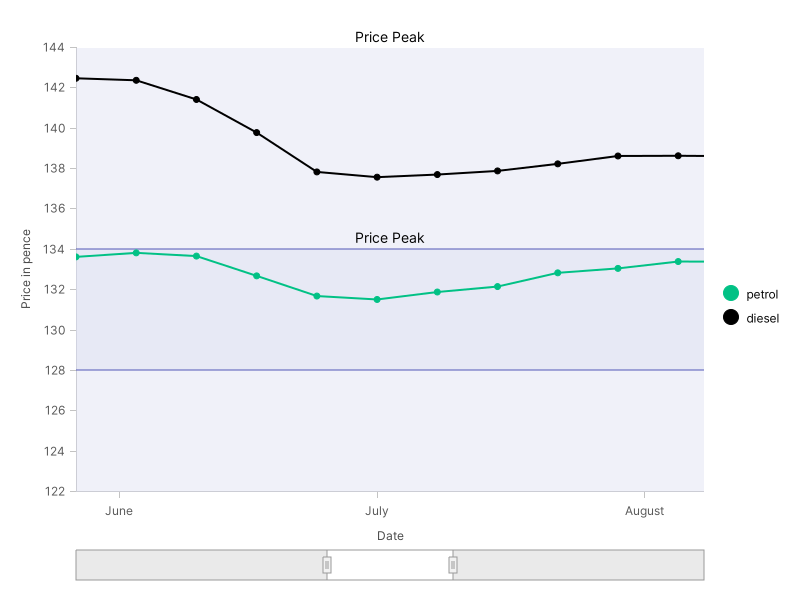 Price Peak
144
142
140
138
136
Price Peak
134
132
130
128
126
124
122
Price in pence
petrol
diesel
June July August
Date